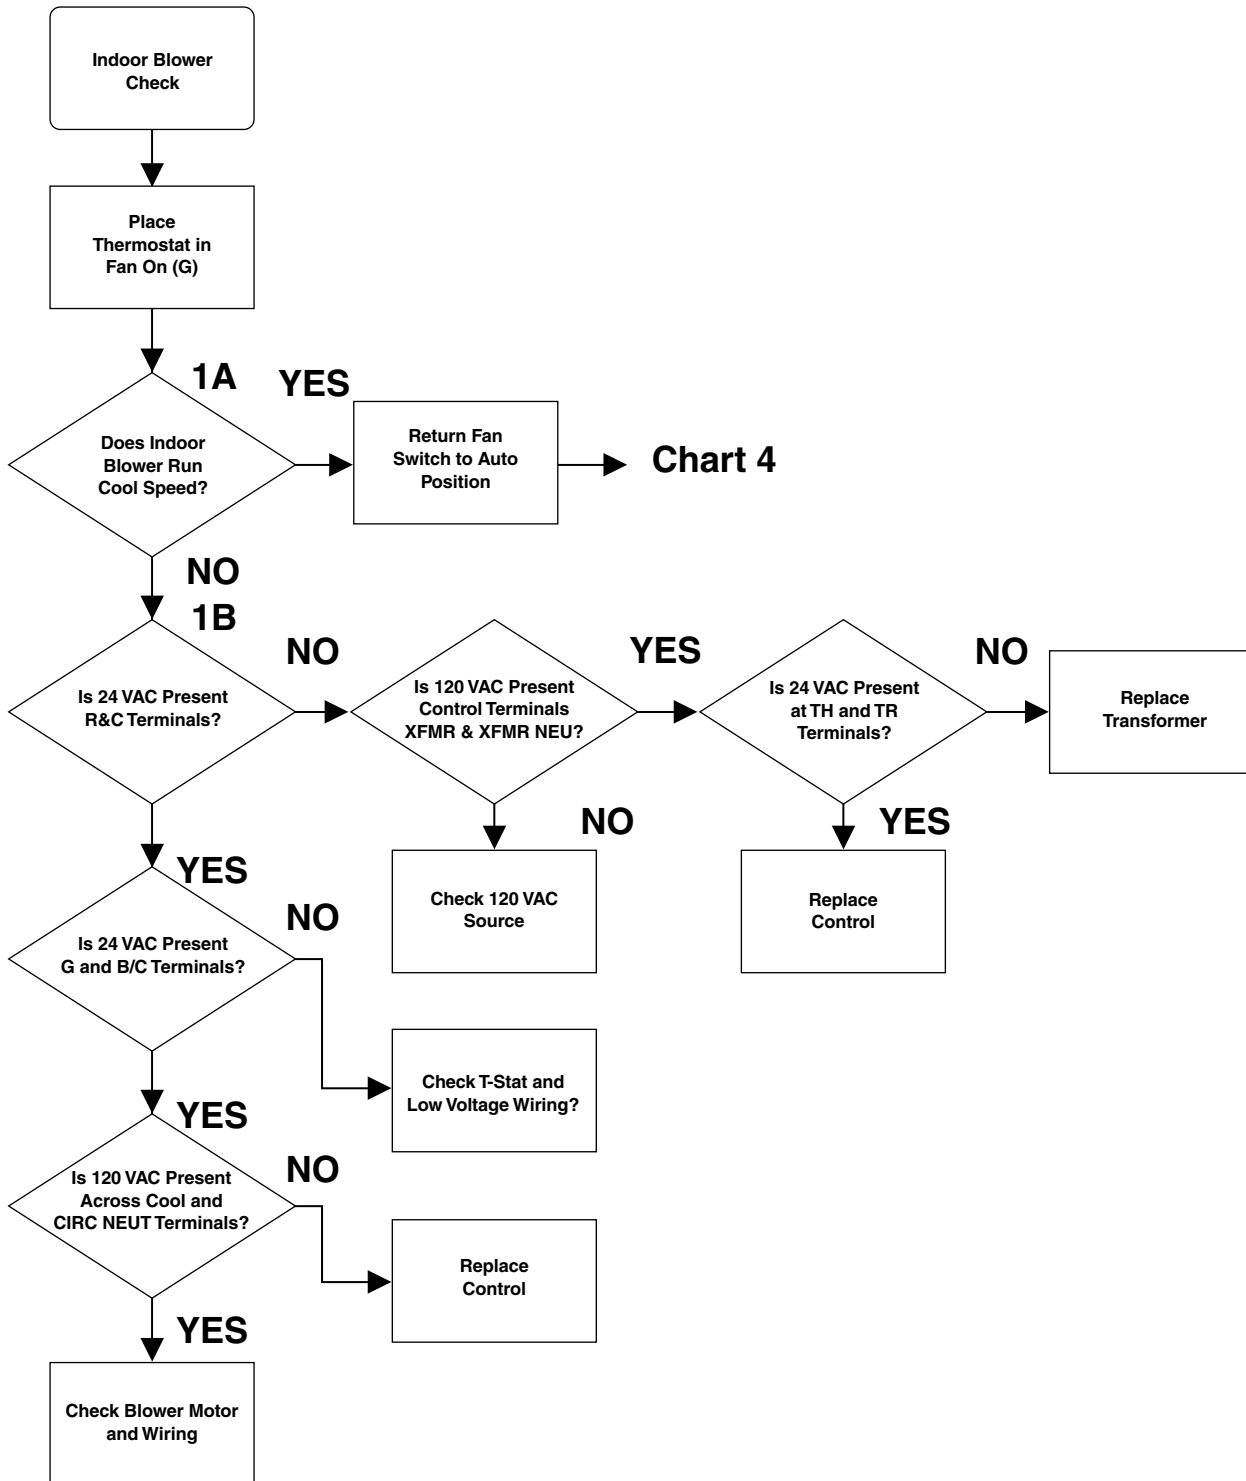 Indoor Blower
Check
Place
Thermostat in
Fan On (G)
1A
YES
Does Indoor
Blower Run
Cool Speed?
Return Fan
Switch to Auto
Position
Chart 4
NO
1B
NO
YES
NO
Is 24 VAC Present
R&C Terminals?
Is 120 VAC Present
Control Terminals
XFMR & XFMR NEU?
Is 24 VAC Present
at TH and TR
Terminals?
Replace
Transformer
NO
YES
YES
NO
Check 120 VAC
Source
Replace
Control
Is 24 VAC Present
G and B/C Terminals?
Check T-Stat and
Low Voltage Wiring?
YES
NO
Is 120 VAC Present
Across Cool and
CIRC NEUT Terminals?
Replace
Control
YES
Check Blower Motor
and Wiring